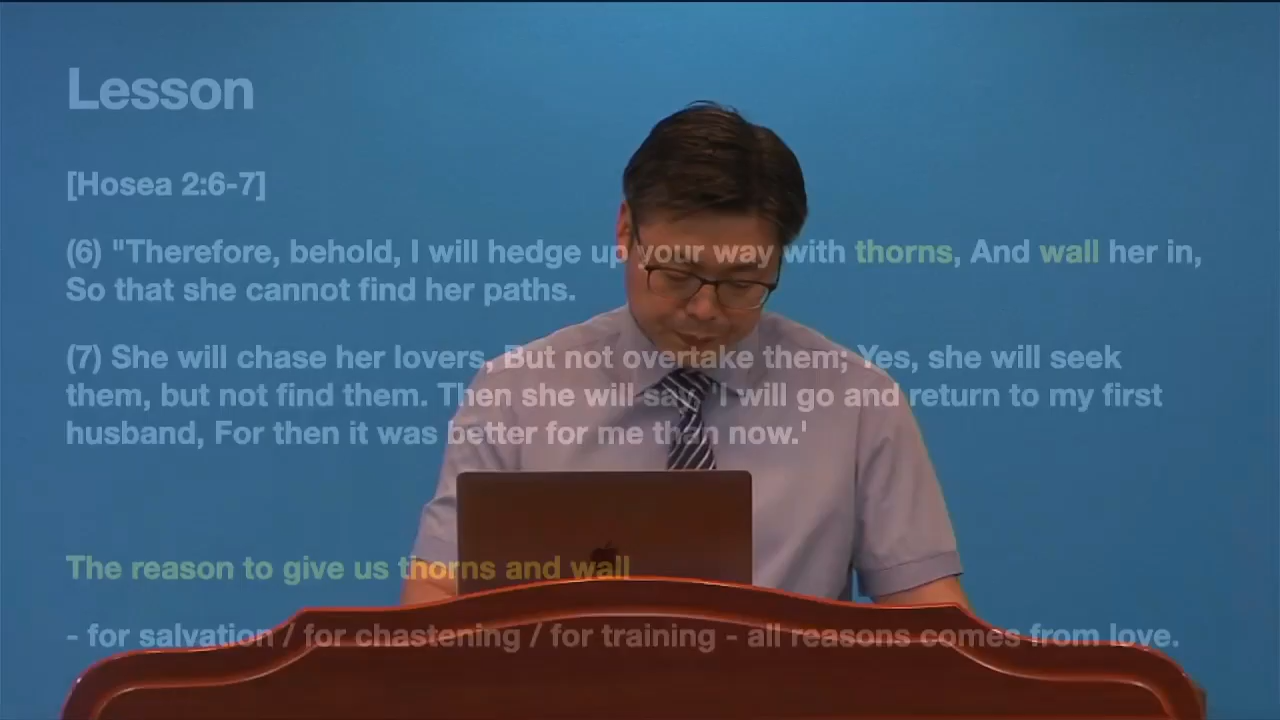 Lesson
[Hosea 2:6-7]
(6) "Therefore, behold, I will hedge up your way with thorns, And wall her in,
So that she cannot find her paths.
(7) She will chase her lovers, But not overtake them; Yes, she will seek
them, but not find them. Then she will say, 'I will go and return to my first
husband, For then it was better for me than now.'
The reason to give us thorns and wall
- for salvation / for chastening / for training - all reasons comes from love.